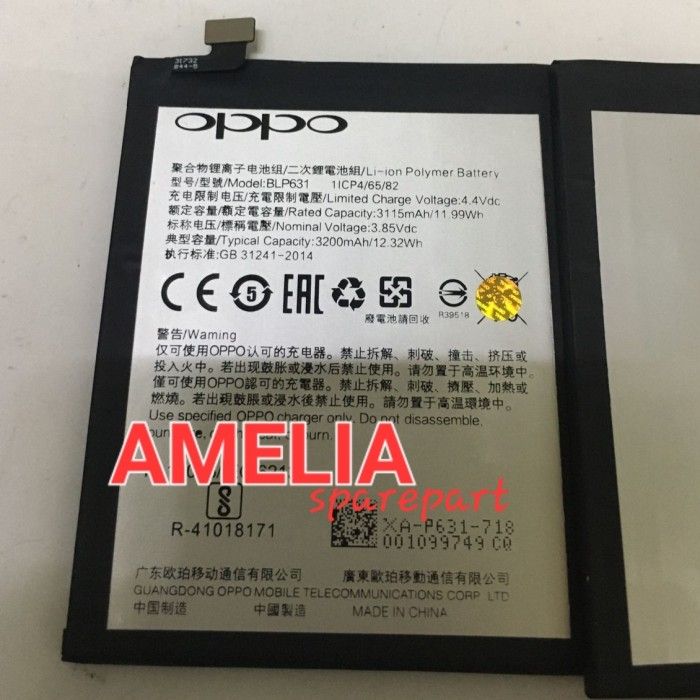 31732
B44-B
OPPO
聚合物锂离子电池组/二次鋰電池組/Li-ion Polymer Battery
型号/型號/Model:BLP631 1ICP4/65/82
充电限制电压/充電限制電壓/Limited Charge Voltage:4.4Vdc
额定容量/額定電容量/Rated Capacity:3115mAh/11.99Wh
标称电压/標稱電壓/Nominal Voltage:3.85Vdc
典型容量/Typical Capacity:3200mAh/12.32Wh
执行标准:GB 31241-2014
CE 5 EAC
廢電池請回收
R39518
警告/Warning
仅可使用OPPO认可的充电器。禁止拆解、刺破、撞击、挤压或
投入火中。若出现鼓胀或浸水后禁止使用。请勿置于高温环境中。
僅可使用OPPO認可的充電器。禁止拆解、刺破、擠壓、加熱或
燃燒。若出現鼓脹或浸水後禁止使用。請勿置于高溫環境中。
Use specified OPPO charger only. Do not disassemble,
burn.
AMELIA
sparepart
R-41018171
XA-P631-718
001099749 CQ
广东欧珀移动通信有限公司 廣東歐珀移動通信有限公司
GUANGDONG OPPO MOBILE TELECOMMUNICATIONS CORP LTD
中国制造 中國製造 MADE IN CHINA